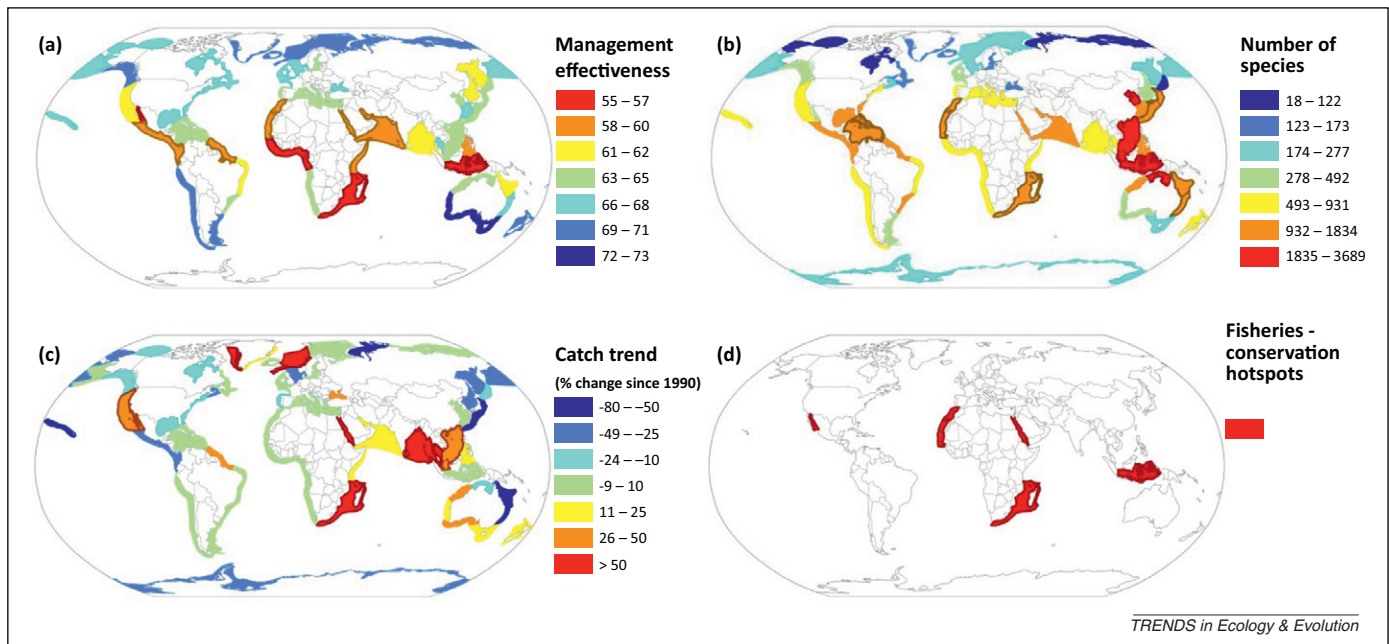 (a)
Management
effectiveness
55 – 57
58 – 60
61 – 62
63 – 65
66 – 68
69 – 71
72 – 73
(b)
Number of
species
18 – 122
123 – 173
174 – 277
278 – 492
493 – 931
932 – 1834
1835 – 3689
(c)
Catch trend
(% change since 1990)
-80 – –50
-49 – –25
-24 – –10
-9 – 10
11 – 25
26 – 50
> 50
(d)
Fisheries -
conservation
hotspots
TRENDS in Ecology & Evolution